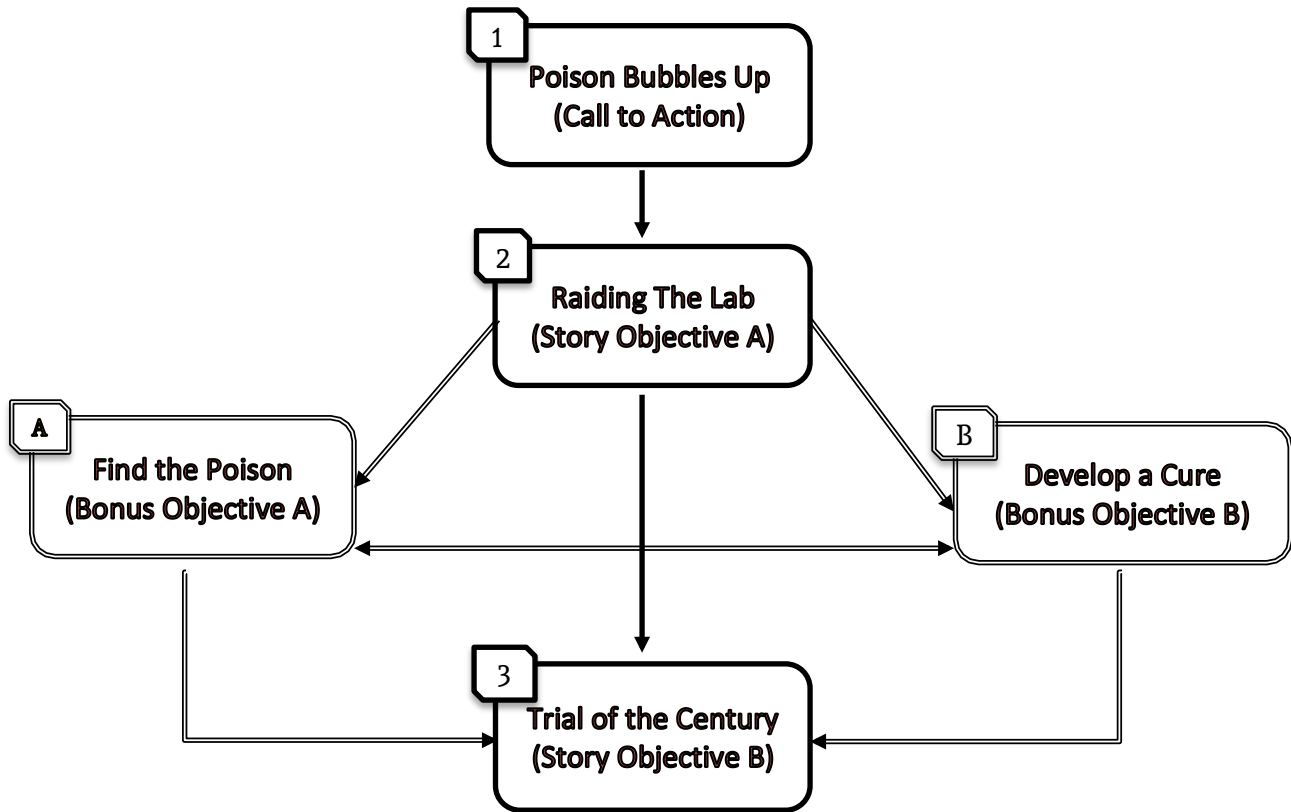 1
Poison Bubbles Up
(Call to Action)
2
Raiding The Lab
(Story Objective A)
A
Find the Poison
(Bonus Objective A)
B
Develop a Cure
(Bonus Objective B)
3
Trial of the Century
(Story Objective B)